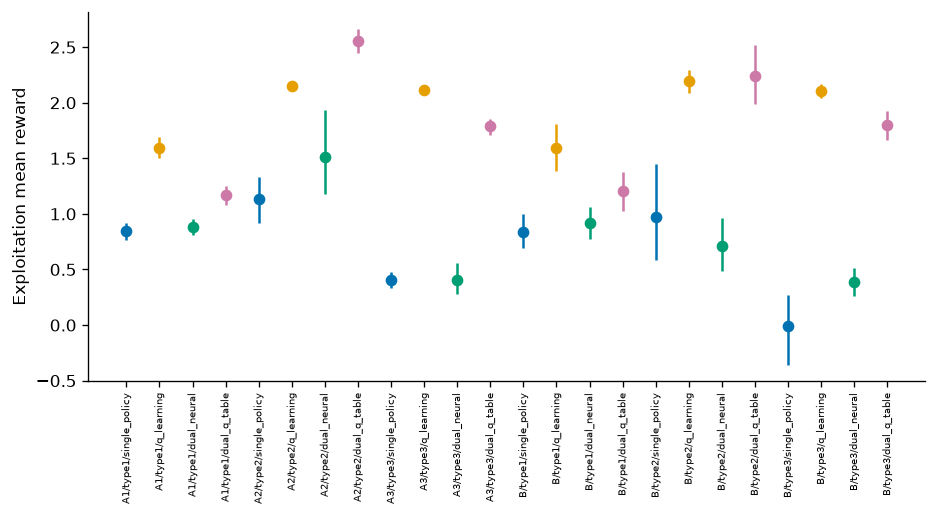 Exploitation mean reward
2.5
2.0
1.5
1.0
0.5
0.0
−0.5
A1/type1/single_policy
A1/type1/q_learning
A1/type1/dual_neural
A1/type1/dual_q_table
A2/type2/single_policy
A2/type2/q_learning
A2/type2/dual_neural
A2/type2/dual_q_table
A3/type3/single_policy
A3/type3/q_learning
A3/type3/dual_neural
A3/type3/dual_q_table
B/type1/single_policy
B/type1/q_learning
B/type1/dual_neural
B/type1/dual_q_table
B/type2/single_policy
B/type2/q_learning
B/type2/dual_neural
B/type2/dual_q_table
B/type3/single_policy
B/type3/q_learning
B/type3/dual_neural
B/type3/dual_q_table